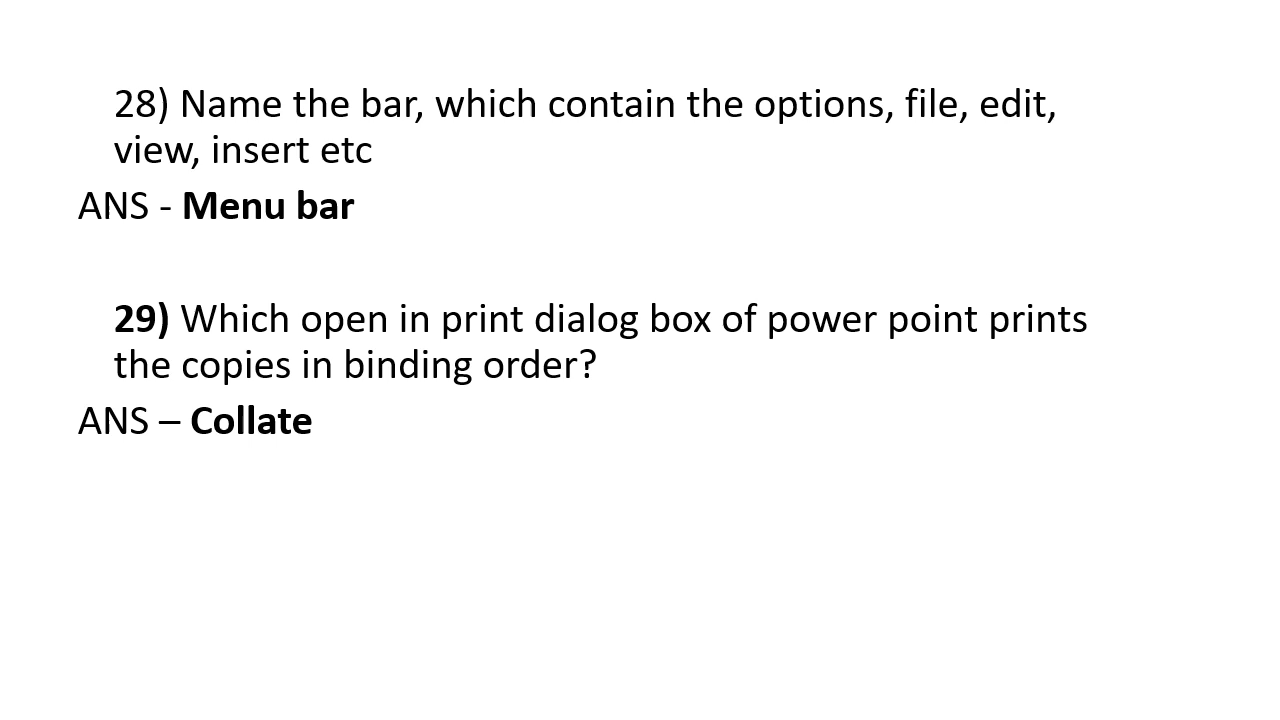 28) Name the bar, which contain the options, file, edit,
view, insert etc
ANS - Menu bar
29) Which open in print dialog box of power point prints
the copies in binding order?
ANS – Collate